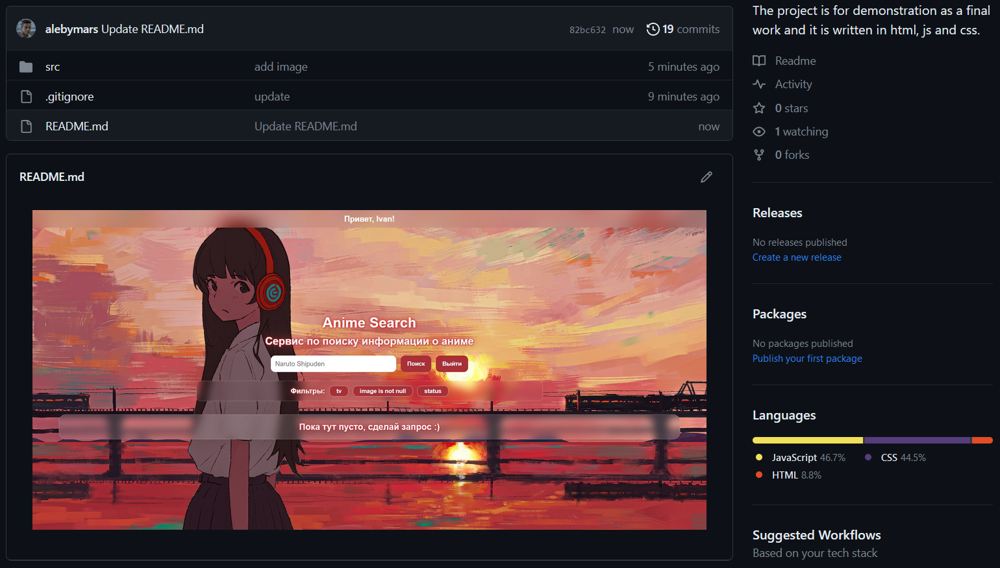 alebymars Update README.md 82bc632 now 19 commits
src add image 5 minutes ago
.gitignore update 9 minutes ago
README.md Update README.md now
README.md
Привет, Ivan!
Anime Search
Сервис по поиску информации о аниме
Naruto Shipuden Поиск Выйти
Фильтры: tv image is not null status
Пока тут пусто, сделай запрос :)
The project is for demonstration as a final
work and it is written in html, js and css.
Readme
Activity
0 stars
1 watching
0 forks
Releases
No releases published
Create a new release
Packages
No packages published
Publish your first package
Languages
JavaScript 46.7% CSS 44.5%
HTML 8.8%
Suggested Workflows
Based on your tech stack